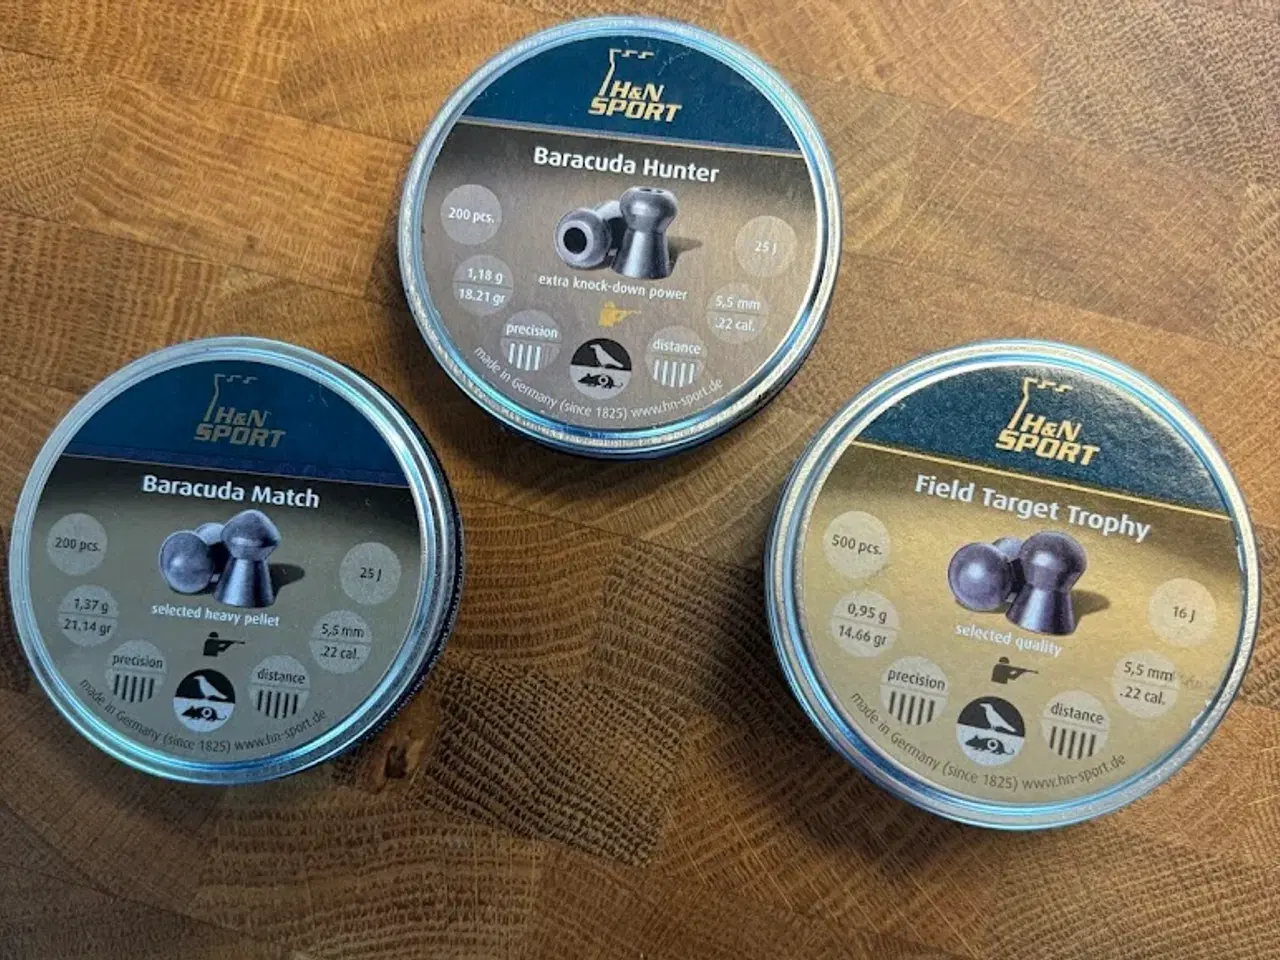 H&N
SPORT
Baracuda Hunter
200 pcs.
25 J
1,18 g
18.21 gr
extra knock-down power
5,5 mm
.22 cal.
precision
distance
made in Germany (since 1825) www.hn-sport.de
H&N
SPORT
Baracuda Match
200 pcs.
25 J
1,37 g
21,14 gr
selected heavy pellet
5,5 mm
.22 cal.
precision
distance
made in Germany (since 1825) www.hn-sport.de
H&N
SPORT
Field Target Trophy
500 pcs.
16 J
0,95 g
14.66 gr
selected quality
5,5 mm
.22 cal.
precision
distance
made in Germany (since 1825) www.hn-sport.de